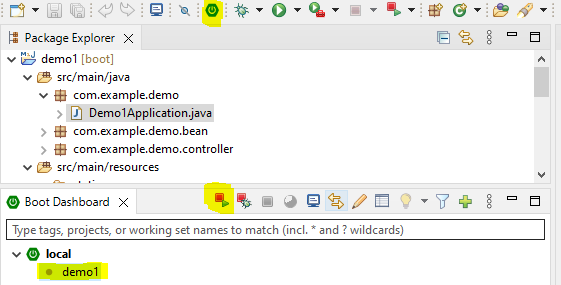 Package Explorer
demo1 [boot]
src/main/java
com.example.demo
Demo1Application.java
com.example.demo.bean
com.example.demo.controller
src/main/resources
Boot Dashboard
Type tags, projects, or working set names to match (incl. * and ? wildcards)
local
demo1